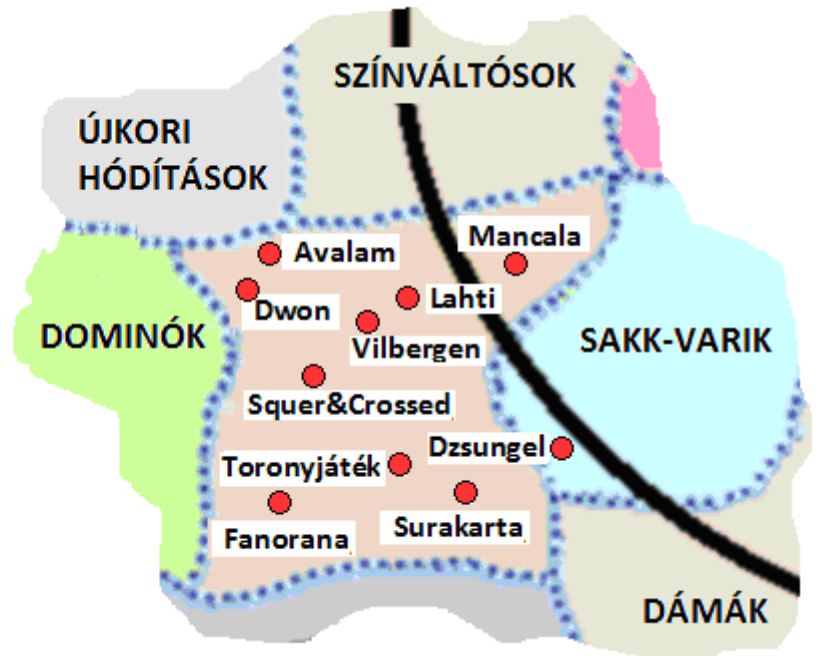 SZÍNVÁLTÓSOK
ÚJKORI
HÓDÍTÁSOK
Mancala
Avalam
Lahti
Dwon
DOMINÓK
SAKK-VARIK
Vilbergen
Squer&Crossed
Dzsungel
Toronyjáték
Surakarta
Fanorana
DÁMÁK